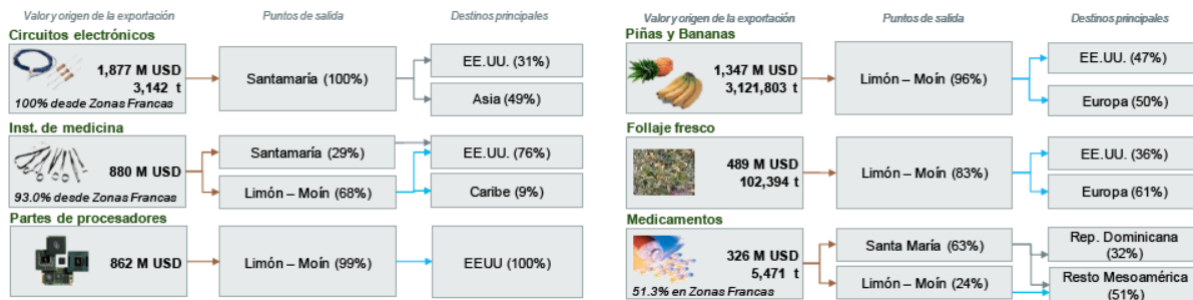 Valor y origen de la exportación
Puntos de salida
Destinos principales
Circuitos electrónicos
1,877 M USD
3,142 t
100% desde Zonas Francas
Santamaría (100%)
EE.UU. (31%)
Asia (49%)
Inst. de medicina
880 M USD
93.0% desde Zonas Francas
Santamaría (29%)
Limón – Moín (68%)
EE.UU. (76%)
Caribe (9%)
Partes de procesadores
862 M USD
Limón – Moín (99%)
EEUU (100%)
Valor y origen de la exportación
Puntos de salida
Destinos principales
Piñas y Bananas
1,347 M USD
3,121,803 t
Limón – Moín (96%)
EE.UU. (47%)
Europa (50%)
Follaje fresco
489 M USD
102,394 t
Limón – Moín (83%)
EE.UU. (36%)
Europa (61%)
Medicamentos
326 M USD
5,471 t
51.3% en Zonas Francas
Santa María (63%)
Limón – Moín (24%)
Rep. Dominicana
(32%)
Resto Mesoamérica
(51%)